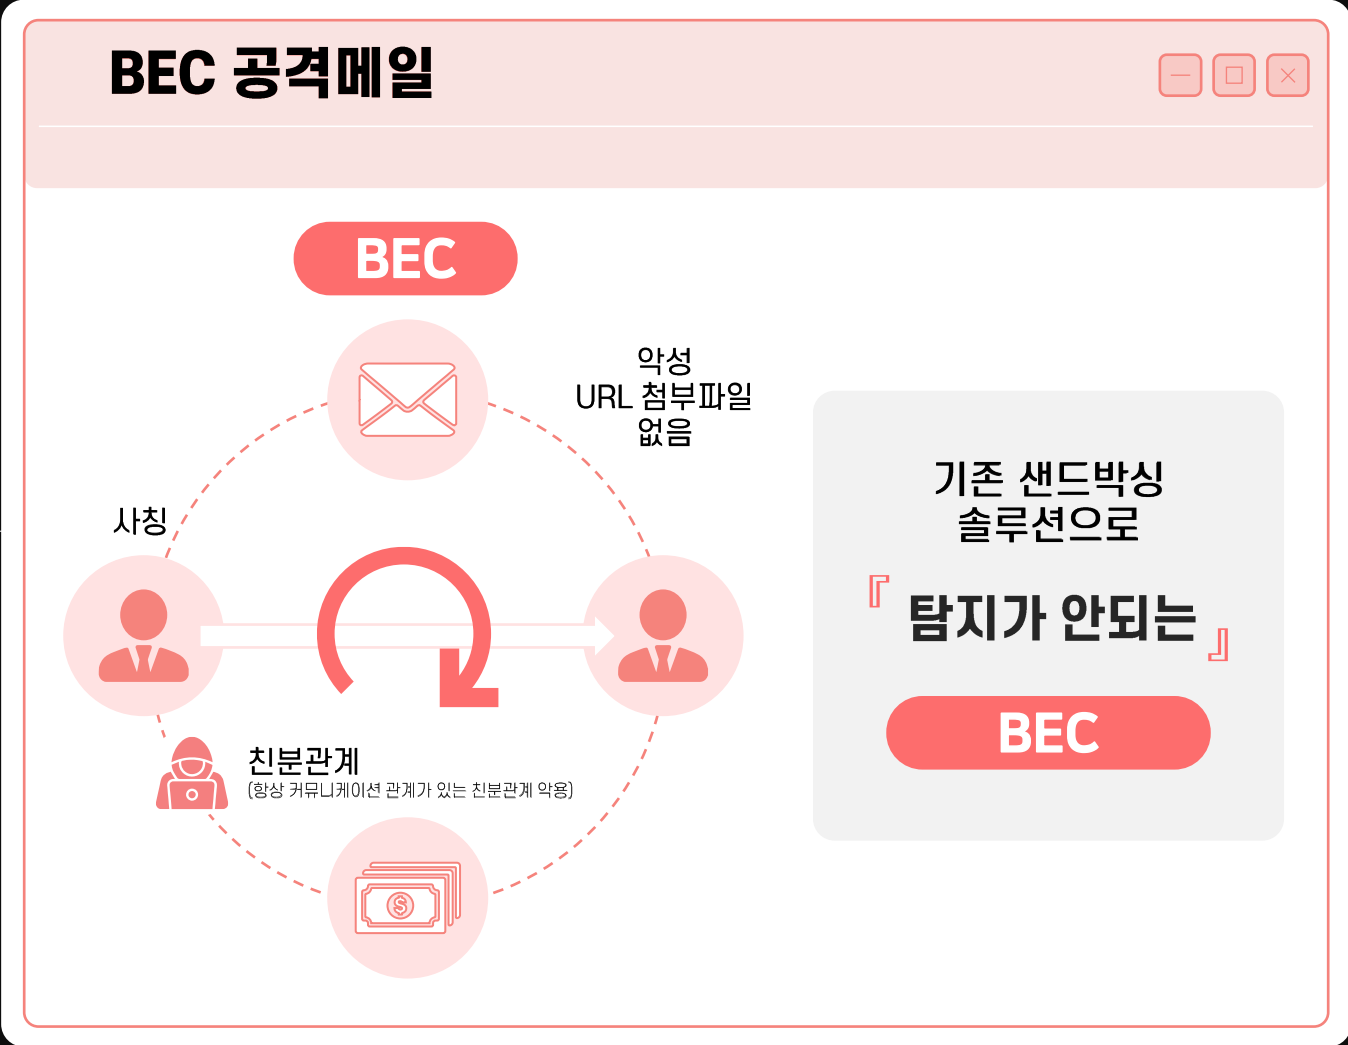 BEC 공격메일
BEC
악성
URL 첨부파일
없음
사칭
친분관계
(항상 커뮤니케이션 관계가 있는 친분관계 악용)
기존 샌드박싱
솔루션으로
『 탐지가 안되는 』
BEC